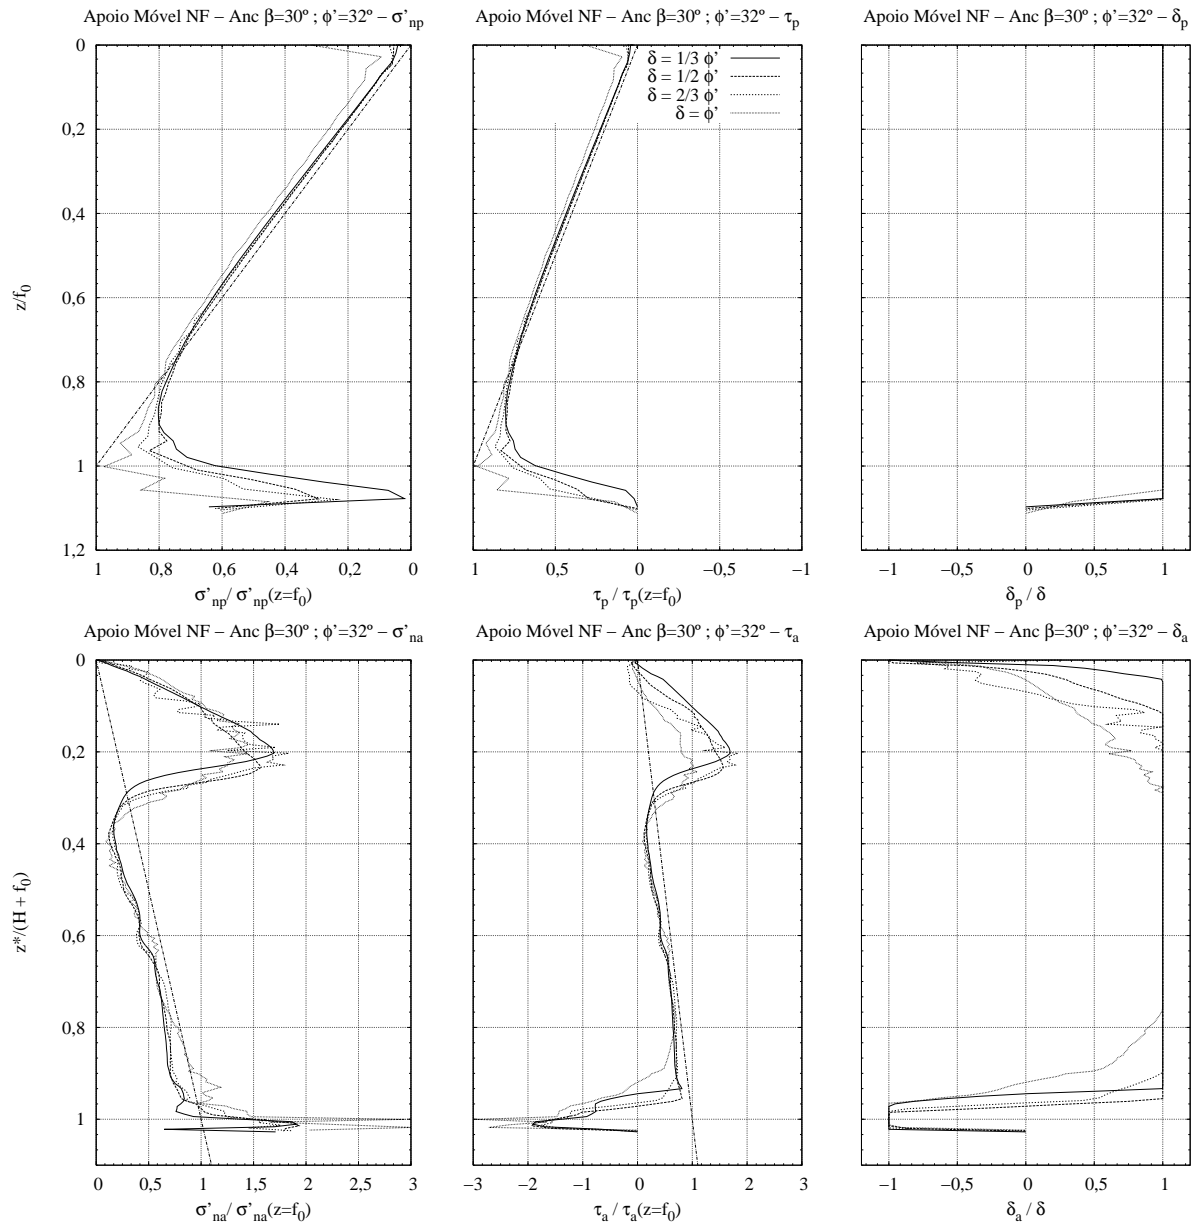 Apoio Móvel NF − Anc β=30º ; ϕ’=32º − σ’np
Apoio Móvel NF − Anc β=30º ; ϕ’=32º − τp
Apoio Móvel NF − Anc β=30º ; ϕ’=32º − δp
δ = 1/3 ϕ’
δ = 1/2 ϕ’
δ = 2/3 ϕ’
δ = ϕ’
0
0,2
0,4
0,6
0,8
1
1,2
z/f0
1 0,8 0,6 0,4 0,2 0
σ’np/ σ’np(z=f0)
1 0,5 0 −0,5 −1
τp / τp(z=f0)
−1 −0,5 0 0,5 1
δp / δ
Apoio Móvel NF − Anc β=30º ; ϕ’=32º − σ’na
Apoio Móvel NF − Anc β=30º ; ϕ’=32º − τa
Apoio Móvel NF − Anc β=30º ; ϕ’=32º − δa
0
0,2
0,4
0,6
0,8
1
z*/(H + f0)
0 0,5 1 1,5 2 2,5 3
σ’na/ σ’na(z=f0)
−3 −2 −1 0 1 2 3
τa / τa(z=f0)
−1 −0,5 0 0,5 1
δa / δ